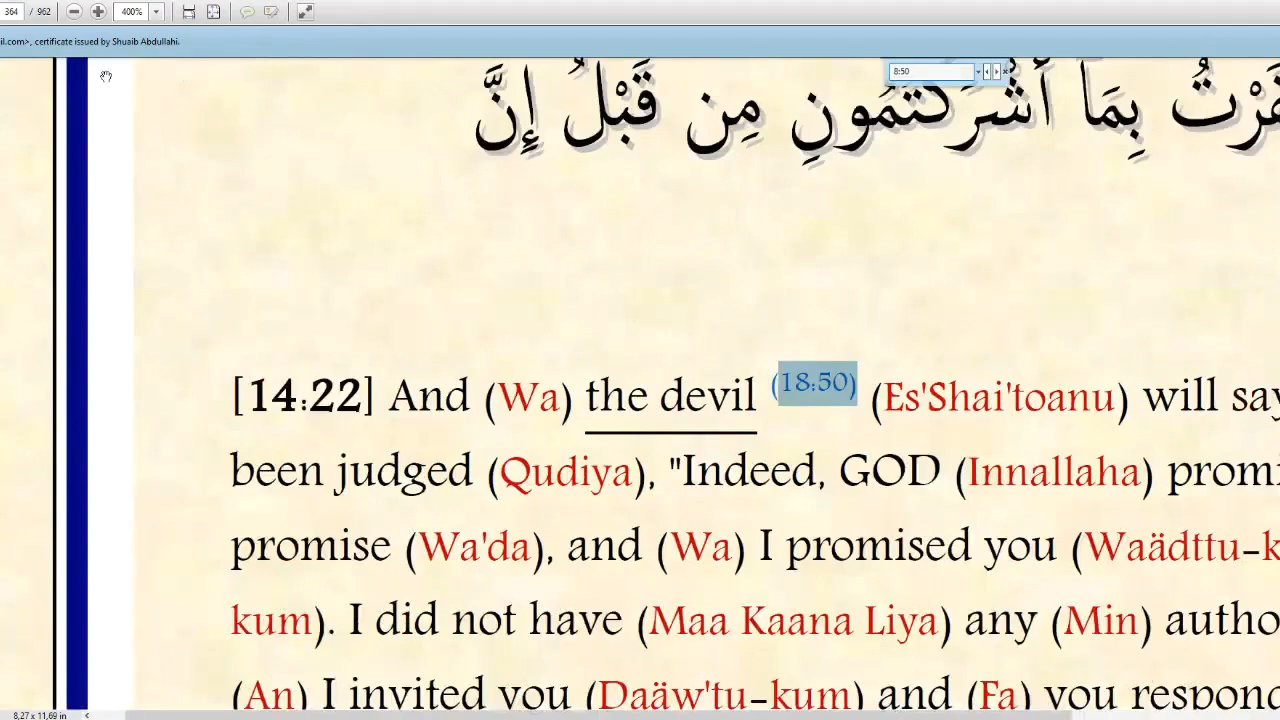 364 / 962 400%
il.com>, certificate issued by Shuaib Abdullahi.
8:50
بِمَا أَشْرَكْتُمُونِ مِن قَبْلُ إِنَّ
[14:22] And (Wa) the devil (18:50) (Es'Shai'toanu) will say
been judged (Qudiya), "Indeed, GOD (Innallaha) promi
promise (Wa'da), and (Wa) I promised you (Waädttu-k
kum). I did not have (Maa Kaana Liya) any (Min) autho
(An) I invited you (Daäw'tu-kum) and (Fa) you respond
8,27 x 11,69 in